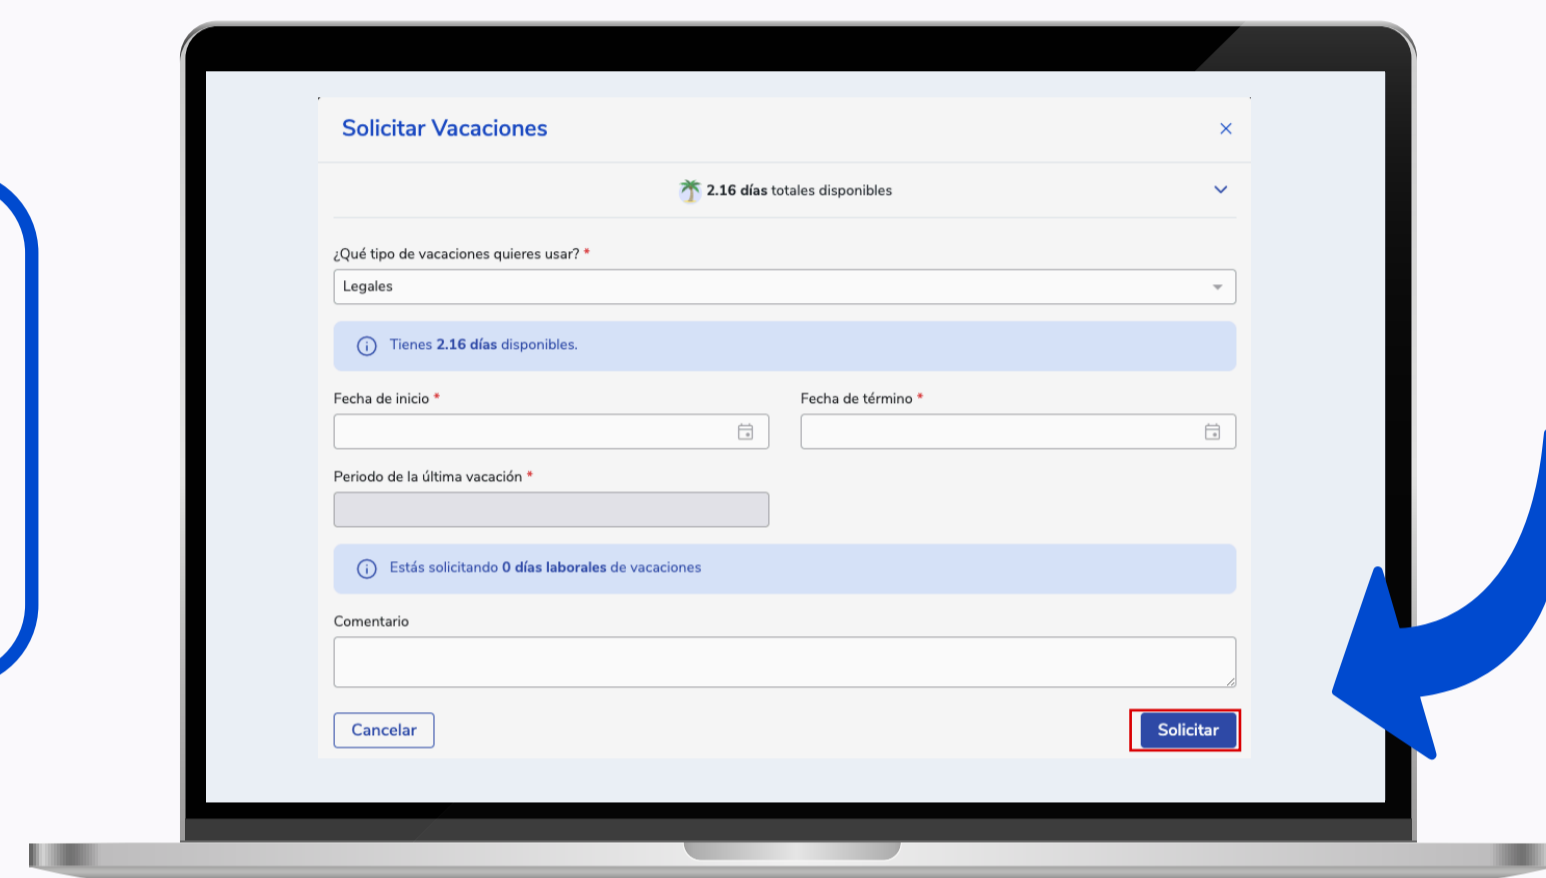 Solicitar Vacaciones
2.16 días totales disponibles
¿Qué tipo de vacaciones quieres usar? *
Legales
Tienes 2.16 días disponibles.
Fecha de inicio *
Fecha de término *
Periodo de la última vacación *
Estás solicitando 0 días laborales de vacaciones
Comentario
Cancelar
Solicitar